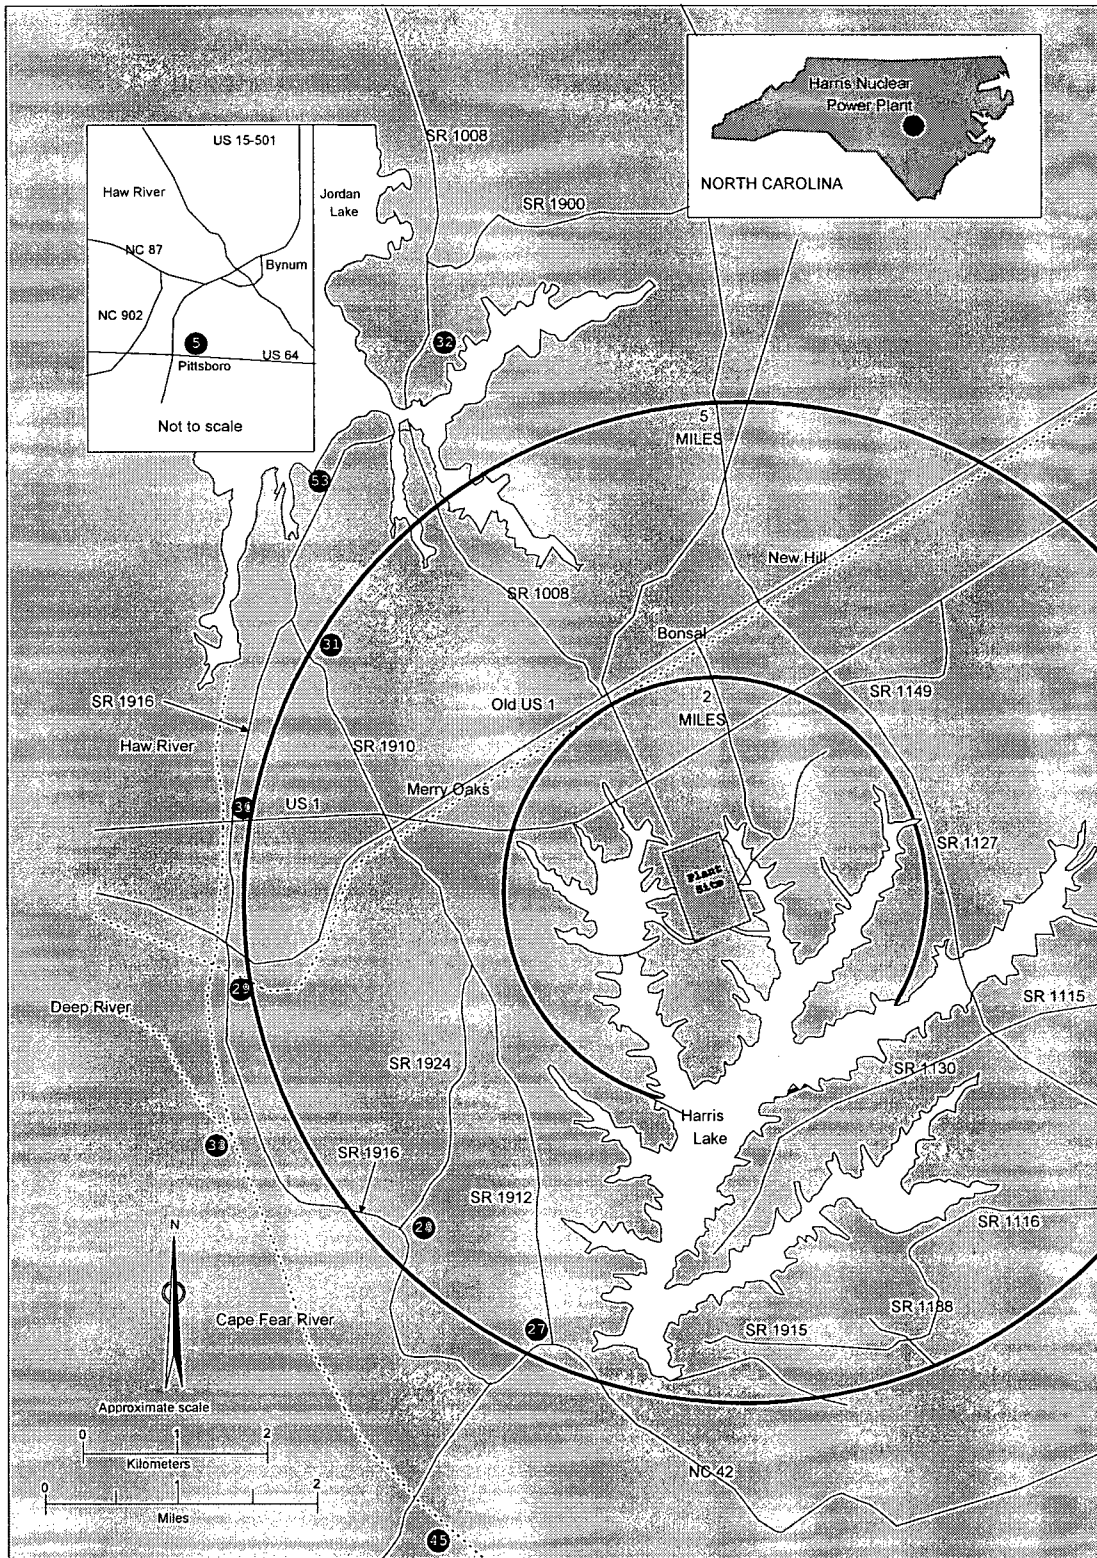 SR 1008
Harris Nuclear
Power Plant
NORTH CAROLINA
US 15-501
Haw River
Jordan
Lake
SR 1900
NC 87
Bynum
NC 902
5
US 64
Pittsboro
Not to scale
32
5
MILES
53
New Hill
SR 1008
Bonsal
31
SR 1149
2
MILES
SR 1916
Old US 1
Haw River
SR 1910
Merry Oaks
30
US 1
SR 1127
Plant
Site
29
Deep River
SR 1115
SR 1924
SR 1130
Harris
Lake
SR 1916
SR 1912
28
SR 1116
N
SR 1188
Cape Fear River
27
SR 1915
Approximate scale
0 1 2
Kilometers
NC 42
0 1 2
Miles
45